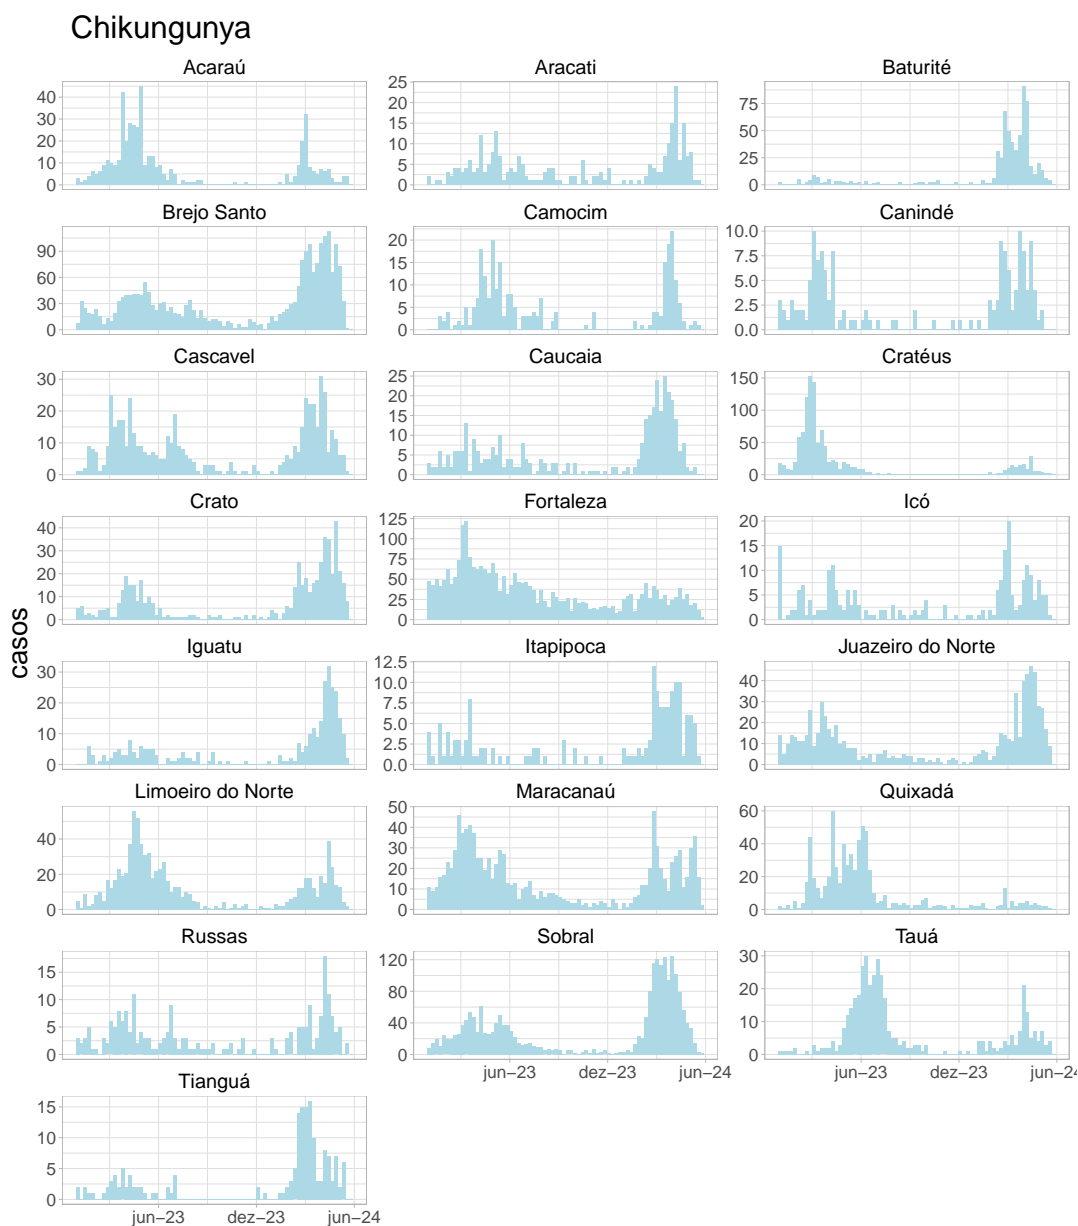 Chikungunya
Acaraú Aracati Baturité
40 30 20 10 0
25 20 15 10 5 0
75 50 25 0
Brejo Santo Camocim Canindé
90 60 30 0
20 15 10 5 0
10.0 7.5 5.0 2.5 0.0
Cascavel Caucaia Cratéus
30 20 10 0
25 20 15 10 5 0
150 100 50 0
Crato Fortaleza Icó
40 30 20 10 0
125 100 75 50 25 0
20 15 10 5 0
casos
Iguatu Itapipoca Juazeiro do Norte
30 20 10 0
12.5 10.0 7.5 5.0 2.5 0.0
40 30 20 10 0
Limoeiro do Norte Maracanaú Quixadá
40 20 0
50 40 30 20 10 0
60 40 20 0
Russas Sobral Tauá
15 10 5 0
120 80 40 0
30 20 10 0
jun−23 dez−23 jun−24 jun−23 dez−23 jun−24
Tianguá
15 10 5 0
jun−23 dez−23 jun−24